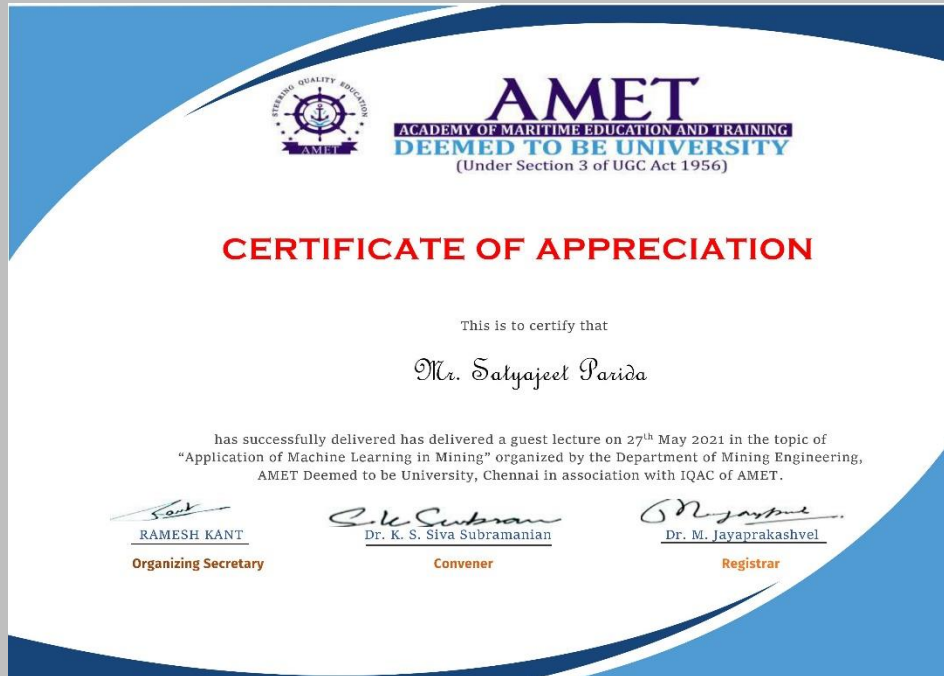 STEERING QUALITY EDUCATION
AMET
AMET
ACADEMY OF MARITIME EDUCATION AND TRAINING
DEEMED TO BE UNIVERSITY
(Under Section 3 of UGC Act 1956)
CERTIFICATE OF APPRECIATION
This is to certify that
Mr. Satyajeet Parida
has successfully delivered has delivered a guest lecture on 27th May 2021 in the topic of
“Application of Machine Learning in Mining” organized by the Department of Mining Engineering,
AMET Deemed to be University, Chennai in association with IQAC of AMET.
RAMESH KANT Dr. K. S. Siva Subramanian Dr. M. Jayaprakashvel
Organizing Secretary Convener Registrar